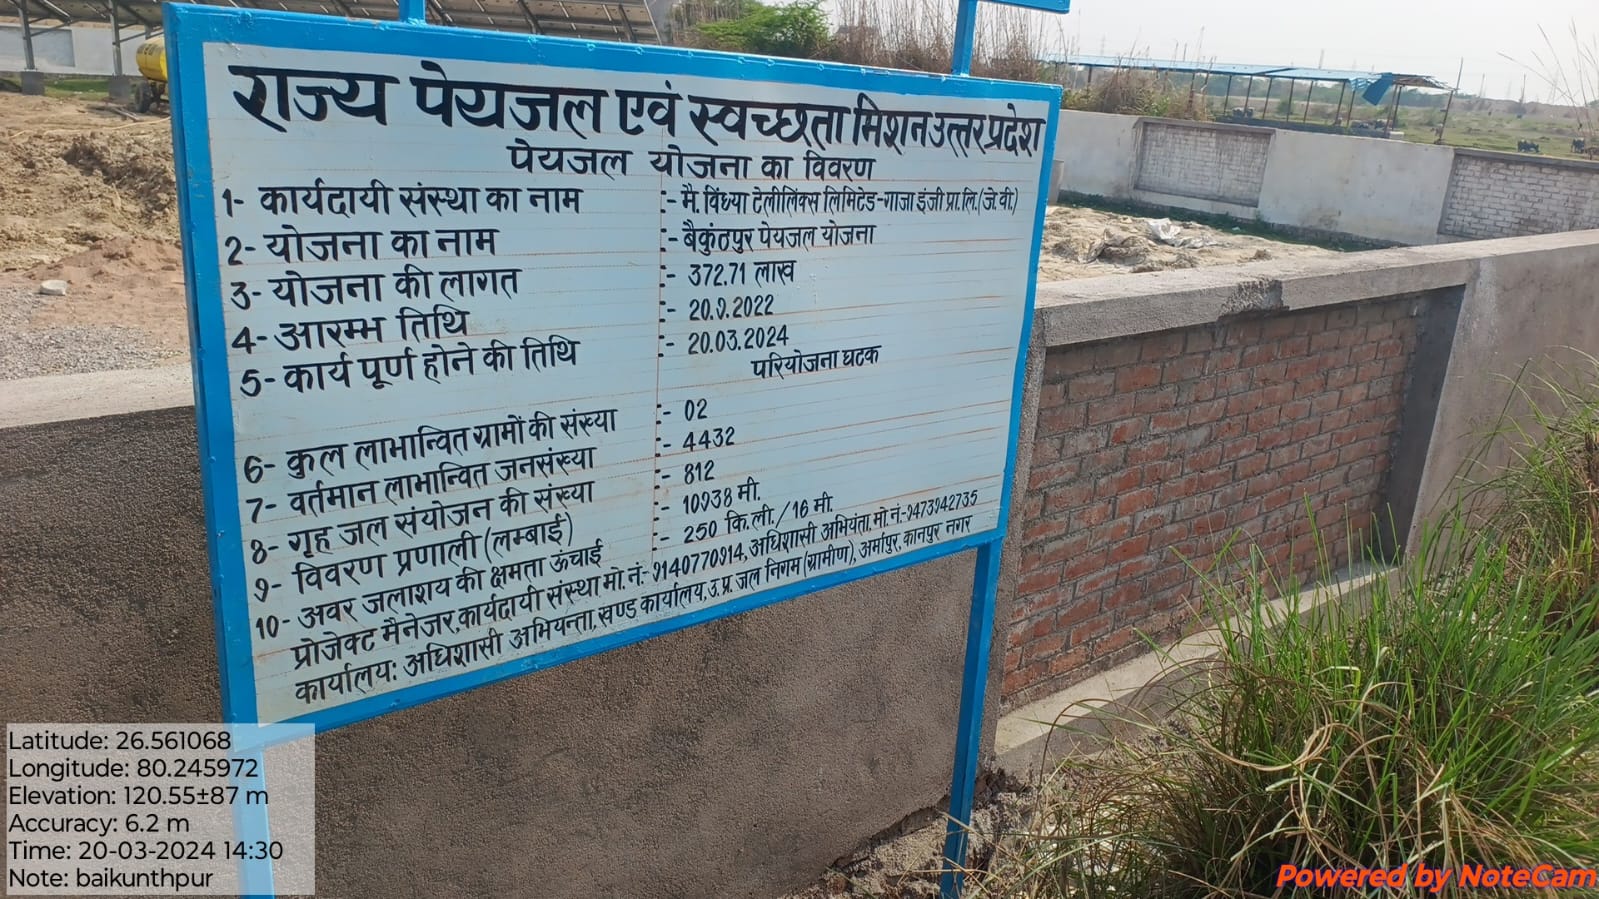 राज्य पेयजल एवं स्वच्छता मिशन उत्तर प्रदेश
पेयजल योजना का विवरण
1- कार्यदायी संस्था का नाम :- मै. विंध्या टेलीलिंक्स लिमिटेड-गाजा इंजी प्रा.लि.(जे.वी.)
2- योजना का नाम :- बैकुंठपुर पेयजल योजना
3- योजना की लागत :- 372.71 लाख
4- आरम्भ तिथि :- 20.9.2022
5- कार्य पूर्ण होने की तिथि :- 20.03.2024
परियोजना घटक
6- कुल लाभान्वित ग्रामों की संख्या :- 02
7- वर्तमान लाभान्वित जनसंख्या :- 4432
8- गृह जल संयोजन की संख्या :- 812
9- विवरण प्रणाली (लम्बाई) :- 10938 मी.
10- अवर जलाशय की क्षमता ऊंचाई :- 250 कि.ली./16 मी.
प्रोजेक्ट मैनेजर,कार्यदायी संस्था मो.नं:-9140770914, अधिशासी अभियंता.मो.नं:-9473942735
कार्यालय: अधिशासी अभियन्ता, खण्ड कार्यालय, उ.प्र. जल निगम (ग्रामीण), अर्मापुर, कानपुर नगर
Latitude: 26.561068
Longitude: 80.245972
Elevation: 120.55±87 m
Accuracy: 6.2 m
Time: 20-03-2024 14:30
Note: baikunthpur
Powered by NoteCam